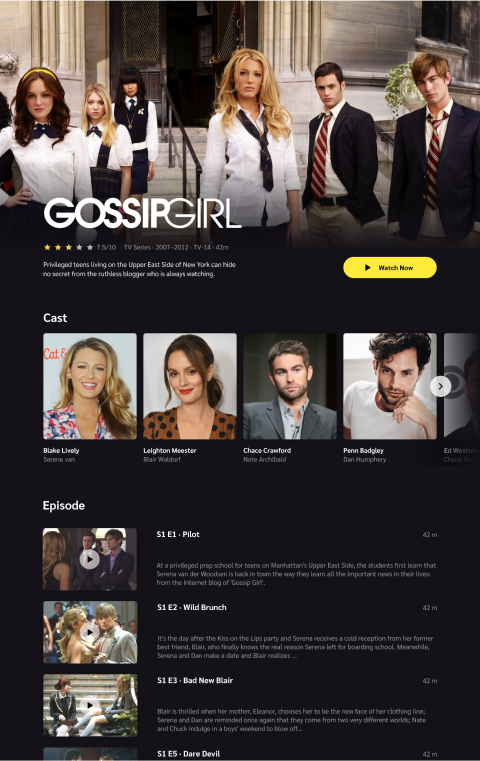 GOSSIPGIRL
7.5/10 TV Series · 2007-2012 · TV-14 · 42m
Privileged teens living on the Upper East Side of New York can hide
no secret from the ruthless blogger who is always watching.
Watch Now
Cast
Cat &
Blake Lively
Serene van
Leighton Meester
Blair Waldorf
Chace Crawford
Nate Archibald
Penn Badgley
Dan Humphery
Ed Westw
Chuck Bas
Episode
S1 E1 · Pilot
42 m
At a privileged prep school for teens on Manhattan's Upper East Side, the students first learn that
Serena van der Woodsen is back in town the way they learn all the important news in their lives:
from the Internet blog of 'Gossip Girl'.
S1 E2 · Wild Brunch
42 m
It's the day after the Kiss on the Lips party and Serena receives a cold reception from her former
best friend, Blair, who finally knows the real reason Serena left for boarding school. Meanwhile,
Serena and Dan make a date and Blair realizes ...
S1 E3 · Bad New Blair
42 m
Blair is thrilled when her mother, Eleanor, chooses her to be the new face of her clothing line;
Serena and Dan are reminded once again that they come from two very different worlds; Nate
and Chuck indulge in a boys' weekend to blow off...
S1 E5 · Dare Devil
42 m